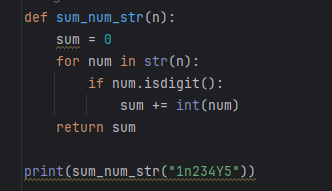 def sum_num_str(n):
    sum = 0
    for num in str(n):
        if num.isdigit():
            sum += int(num)
    return sum
print(sum_num_str("1n234Y5"))